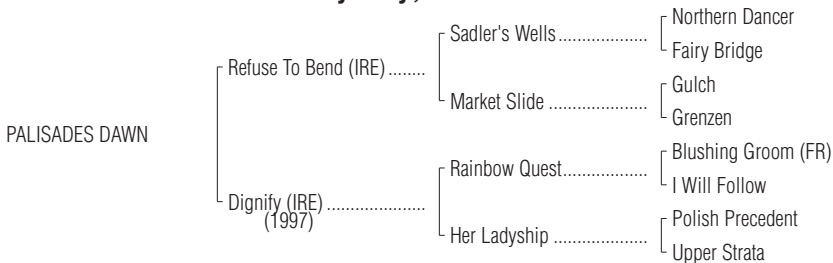 Northern Dancer
Sadler's Wells....................
Fairy Bridge
Refuse To Bend (IRE)........
Gulch
Market Slide ......................
Grenzen
PALISADES DAWN
Blushing Groom (FR)
Rainbow Quest...................
I Will Follow
Dignify (IRE) ......................
(1997)
Polish Precedent
Her Ladyship .....................
Upper Strata